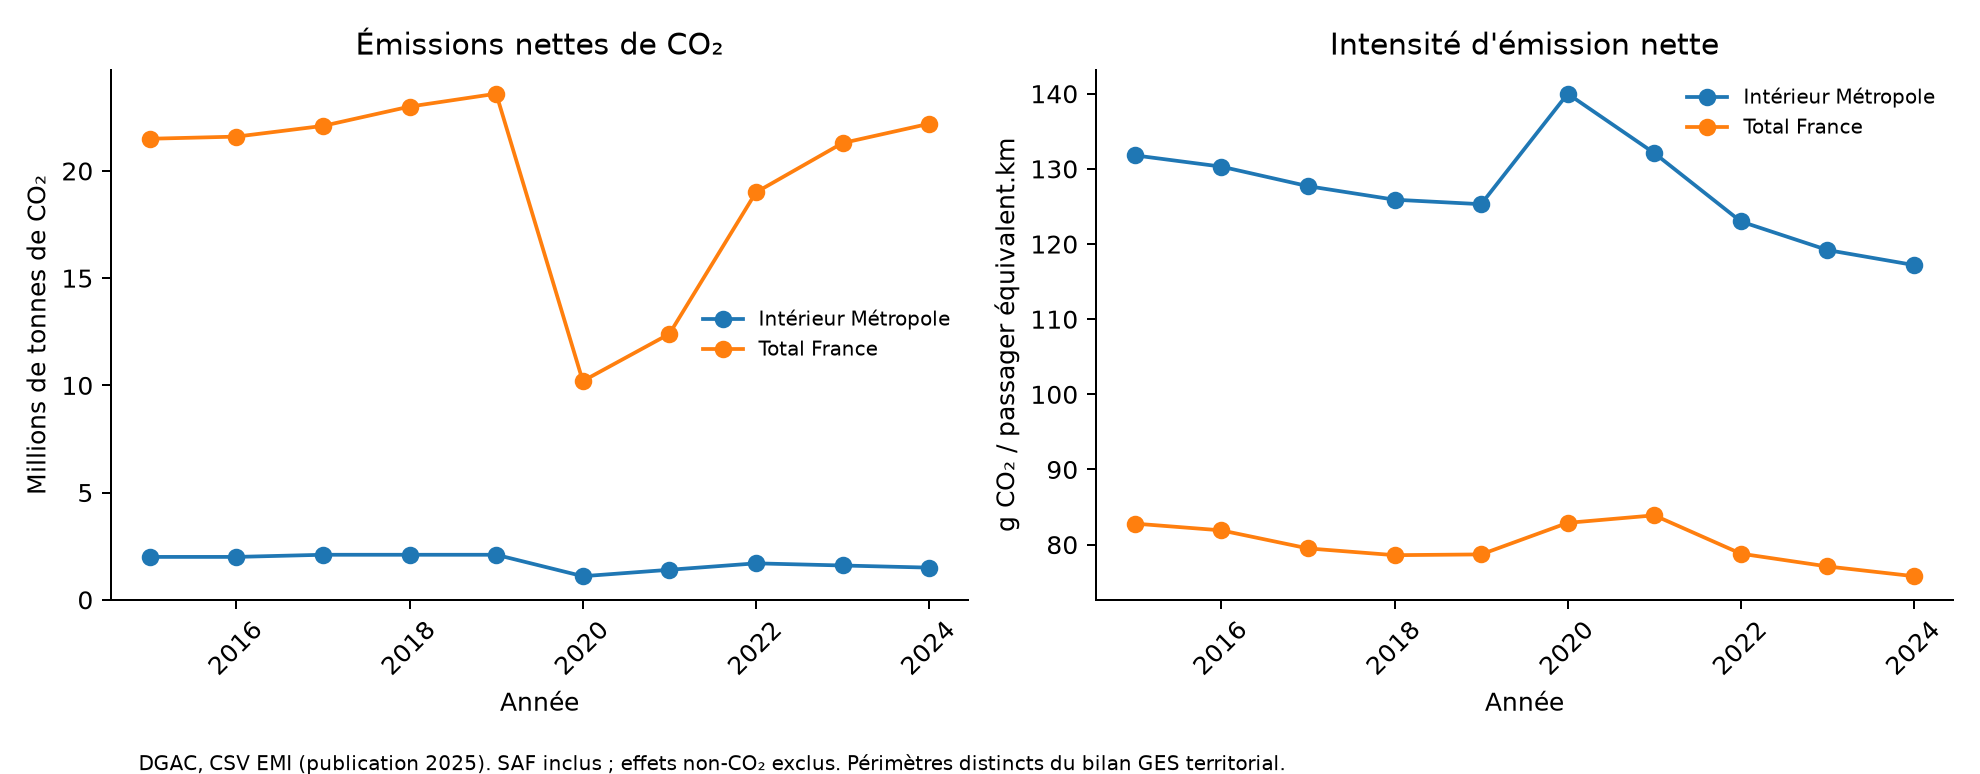 Émissions nettes de CO₂
Millions de tonnes de CO₂
20
15
10
5
0
Intérieur Métropole
Total France
2016
2018
2020
2022
2024
Année
Intensité d'émission nette
g CO₂ / passager équivalent.km
140
130
120
110
100
90
80
Intérieur Métropole
Total France
2016
2018
2020
2022
2024
Année
DGAC, CSV EMI (publication 2025). SAF inclus ; effets non-CO₂ exclus. Périmètres distincts du bilan GES territorial.